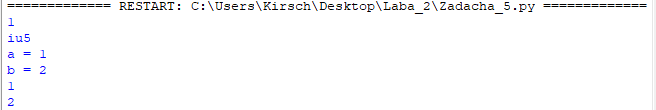 ============= RESTART: C:\Users\Kirsch\Desktop\Laba_2\Zadacha_5.py =============
1
iu5
a = 1
b = 2
1
2